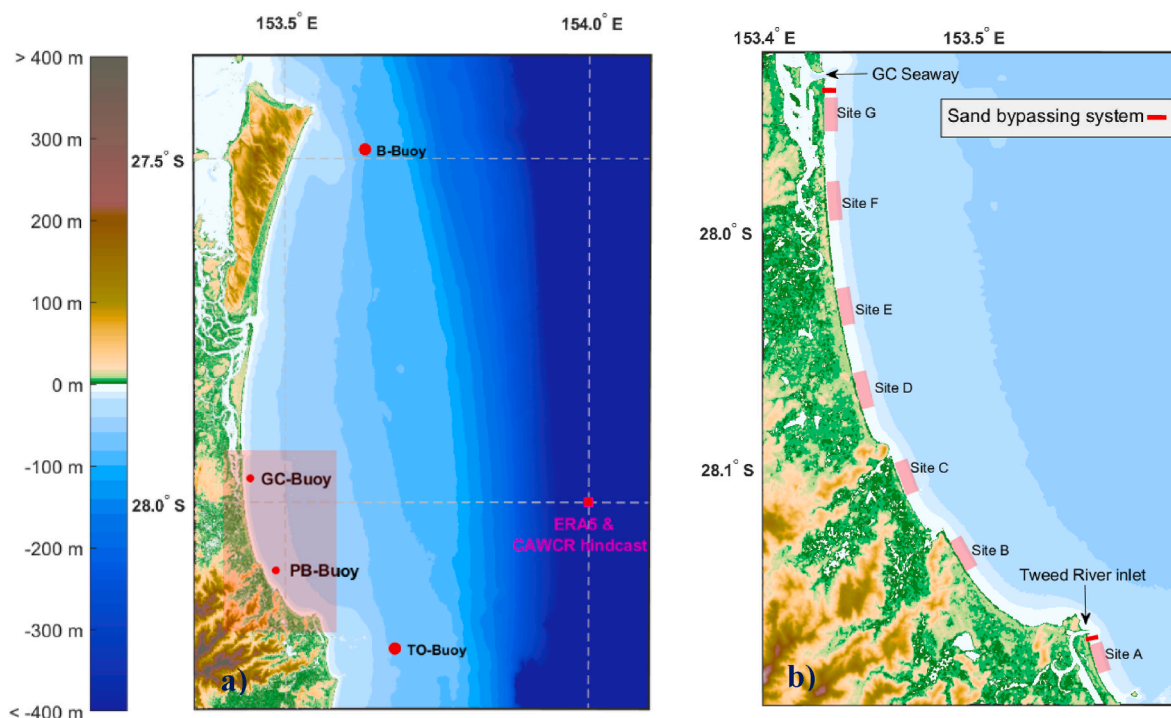 > 400 m
300 m
200 m
100 m
0 m
-100 m
-200 m
-300 m
< -400 m
153.5° E
154.0° E
27.5° S
28.0° S
B-Buoy
GC-Buoy
PB-Buoy
TO-Buoy
ERA5 &
CAWCR hindcast
a)
153.4° E
153.5° E
28.0° S
28.1° S
GC Seaway
Sand bypassing system
Site G
Site F
Site E
Site D
Site C
Site B
Tweed River inlet
Site A
b)